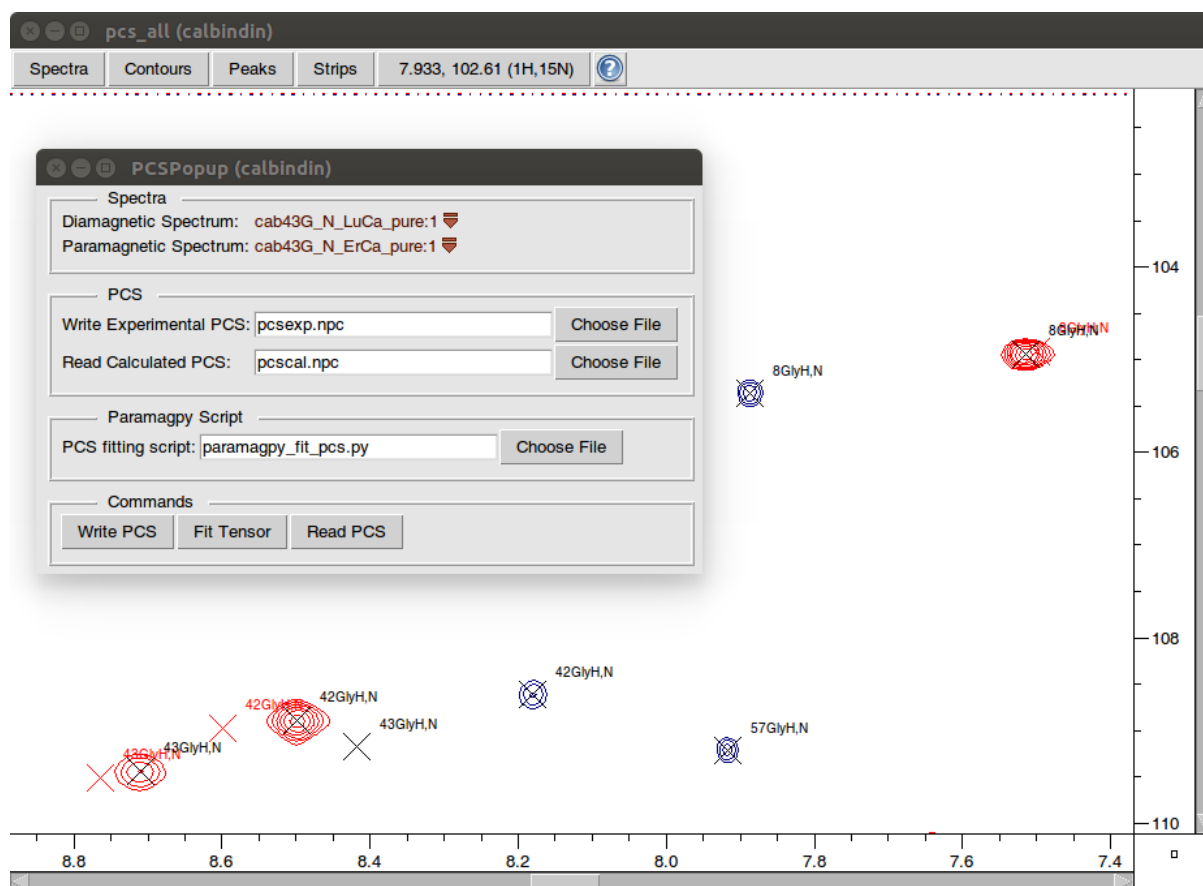 pcs_all (calbindin)
Spectra Contours Peaks Strips 7.933, 102.61 (1H,15N) ?
PCSPopup (calbindin)
Spectra
Diamagnetic Spectrum: cab43G_N_LuCa_pure:1
Paramagnetic Spectrum: cab43G_N_ErCa_pure:1
PCS
Write Experimental PCS: pcsexp.npc Choose File
Read Calculated PCS: pcscal.npc Choose File
Paramagpy Script
PCS fitting script: paramagpy_fit_pcs.py Choose File
Commands
Write PCS Fit Tensor Read PCS
104
8GlyH,N
8GlyH,N
8GlyH,N
106
108
42GlyH,N
42GlyH,N
42GlyH,N
43GlyH,N
57GlyH,N
43GlyH,N
43GlyH,N
110
8.8 8.6 8.4 8.2 8.0 7.8 7.6 7.4